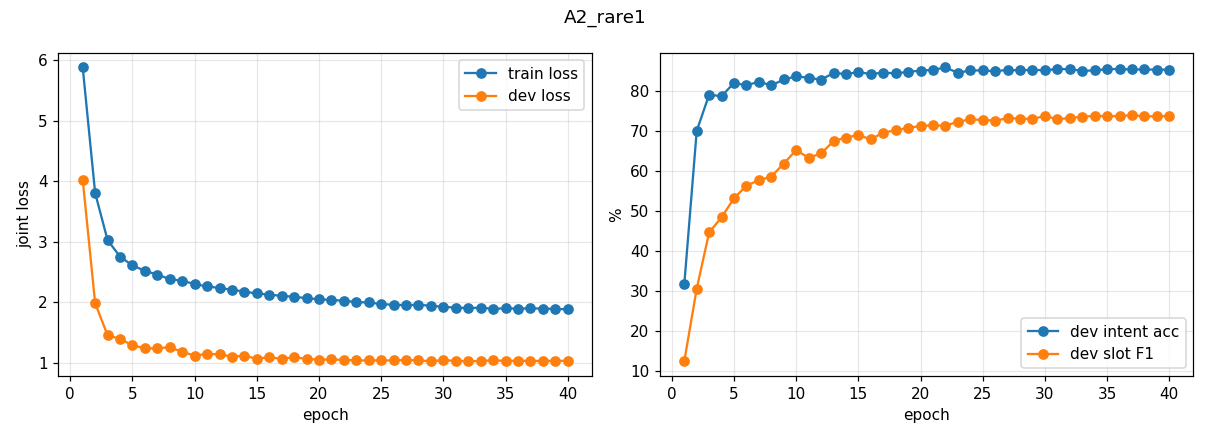 A2_rare1
joint loss
6
5
4
3
2
1
0 5 10 15 20 25 30 35 40
epoch
train loss
dev loss
%
80
70
60
50
40
30
20
10
0 5 10 15 20 25 30 35 40
epoch
dev intent acc
dev slot F1